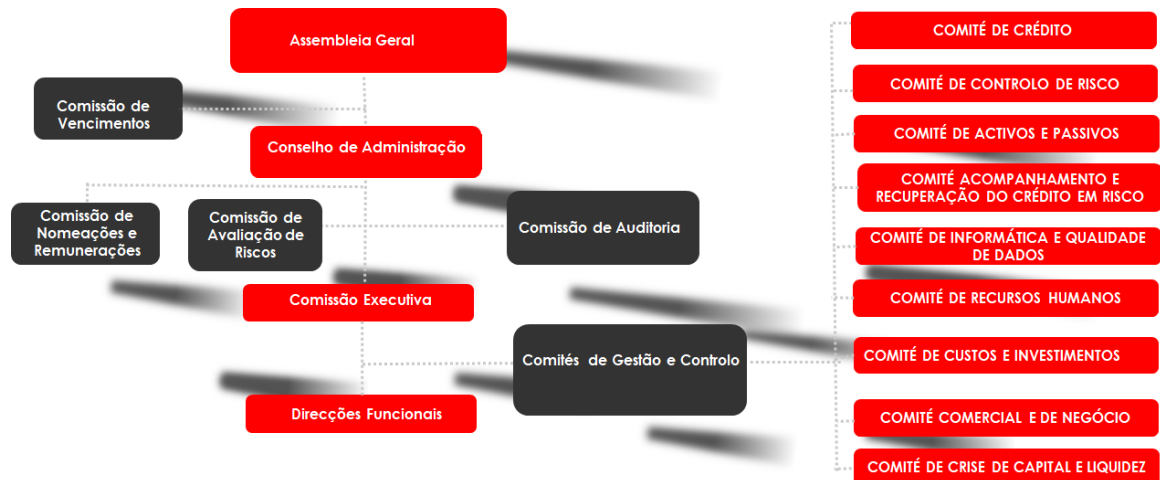 Assembleia Geral
Comissão de
Vencimentos
Conselho de Administração
Comissão de
Nomeações e
Remunerações
Comissão de
Avaliação de
Riscos
Comissão de Auditoria
Comissão Executiva
Comités de Gestão e Controlo
Direcções Funcionais
COMITÉ DE CRÉDITO
COMITÉ DE CONTROLO DE RISCO
COMITÉ DE ACTIVOS E PASSIVOS
COMITÉ ACOMPANHAMENTO E
RECUPERAÇÃO DO CRÉDITO EM RISCO
COMITÉ DE INFORMÁTICA E QUALIDADE
DE DADOS
COMITÉ DE RECURSOS HUMANOS
COMITÉ DE CUSTOS E INVESTIMENTOS
COMITÉ COMERCIAL E DE NEGÓCIO
COMITÉ DE CRISE DE CAPITAL E LIQUIDEZ